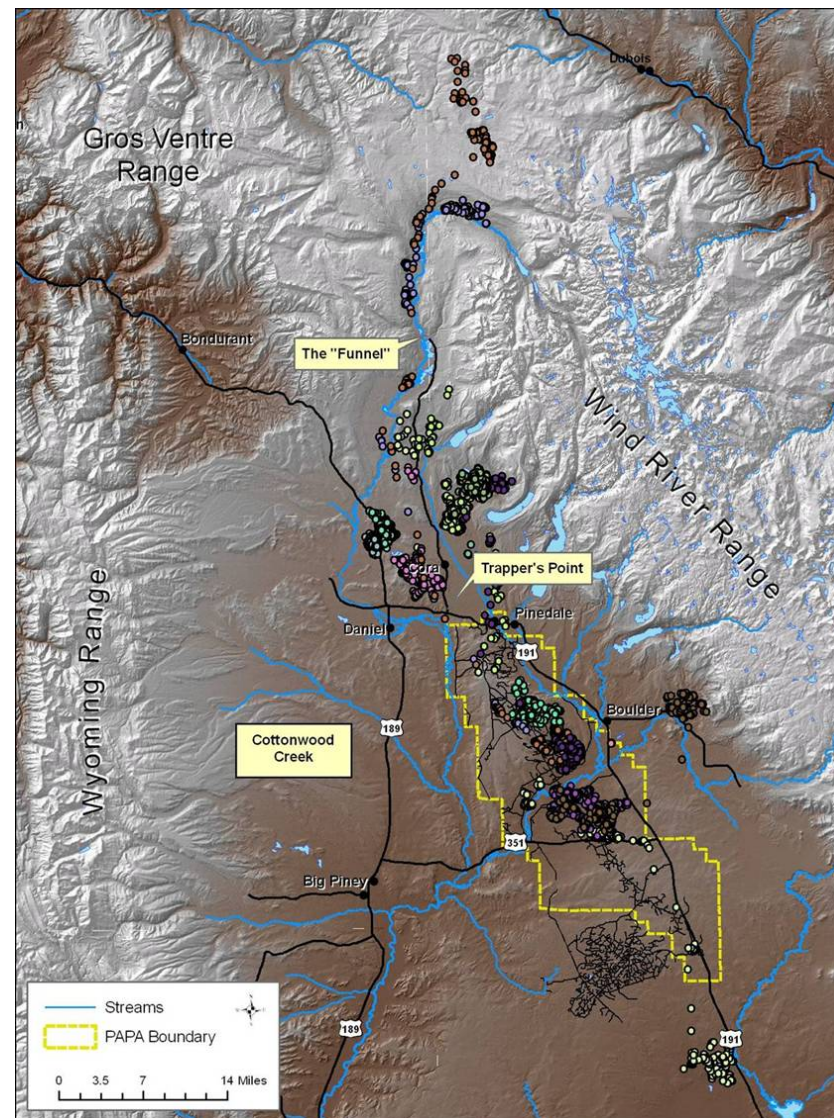 Dubois
n
Gros Ventre
Range
Bondurant
The "Funnel"
Wind River Range
Cora
Trapper's Point
Pinedale
Daniel
191
Boulder
Wyoming Range
189
Cottonwood
Creek
351
Big Piney
Streams
PAPA Boundary
189
191
0 3.5 7 14 Miles